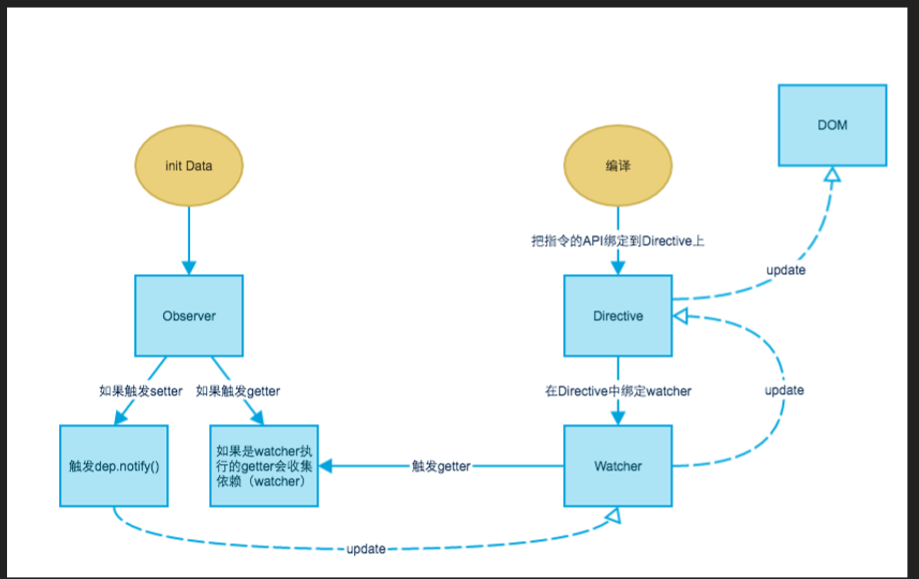 DOM
init Data
编译
把指令的API绑定到Directive上
update
Observer
Directive
如果触发setter
如果触发getter
在Directive中绑定watcher
update
触发dep.notify()
如果是watcher执
行的getter会收集
依赖（watcher）
触发getter
Watcher
update